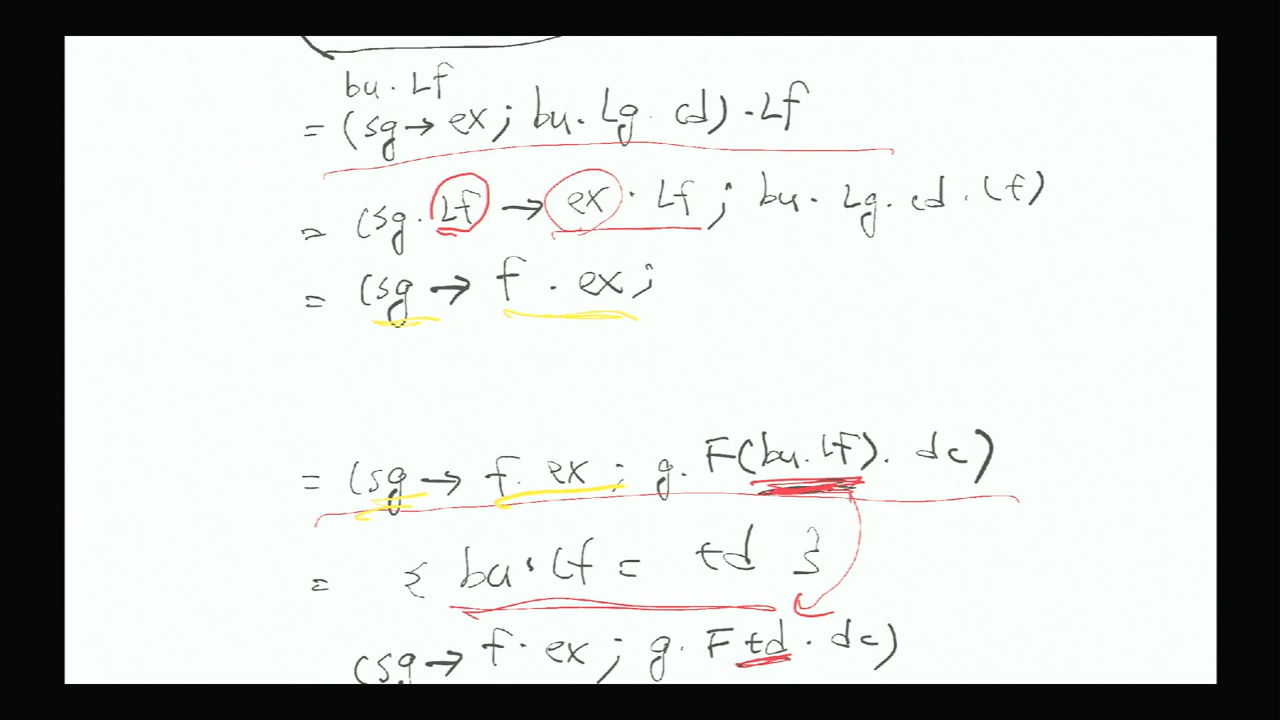 bu · Lf
= (sg → ex ; bu · Lg · cd) · Lf
= (sg · Lf → ex · Lf ; bu · Lg · cd · Lf)
= (sg → f · ex ;
= (sg → f · ex ; g · F(bu · Lf) · dc)
= { bu · Lf = td }
(sg → f · ex ; g · F td · dc)